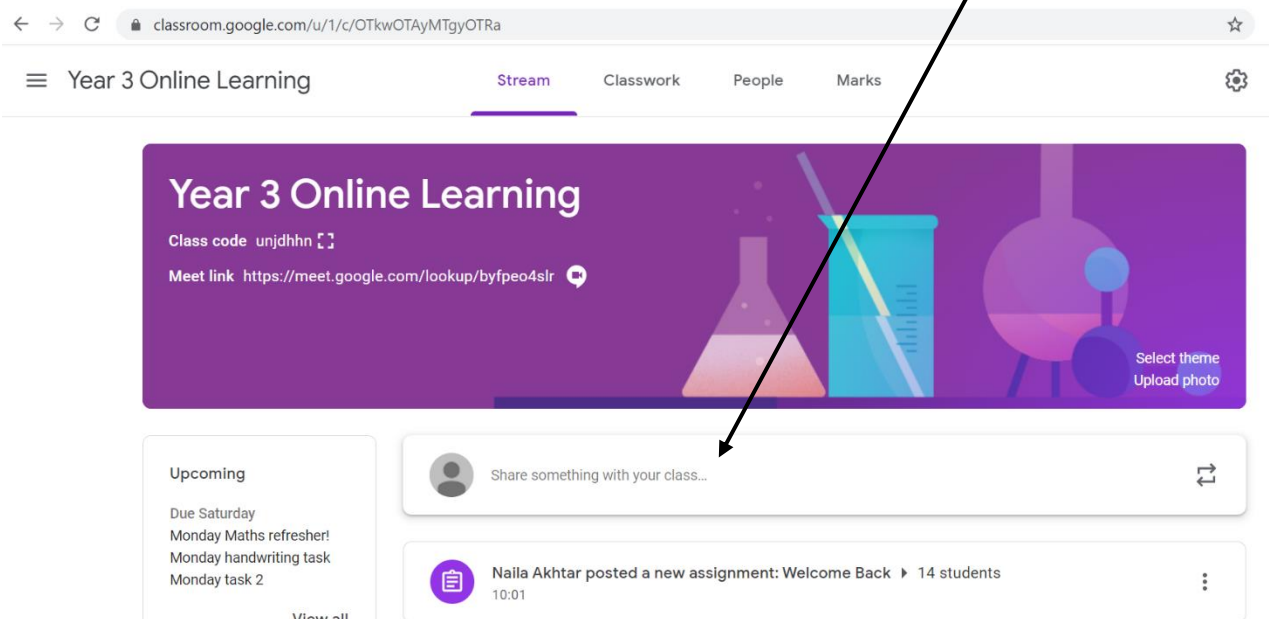 classroom.google.com/u/1/c/OTkwOTAyMTgyOTRa
Year 3 Online Learning
Stream
Classwork
People
Marks
Year 3 Online Learning
Class code unjdhhn
Meet link https://meet.google.com/lookup/byfpeo4slr
Select theme
Upload photo
Upcoming
Due Saturday
Monday Maths refresher!
Monday handwriting task
Monday task 2
View all
Share something with your class...
Naila Akhtar posted a new assignment: Welcome Back 14 students
10:01